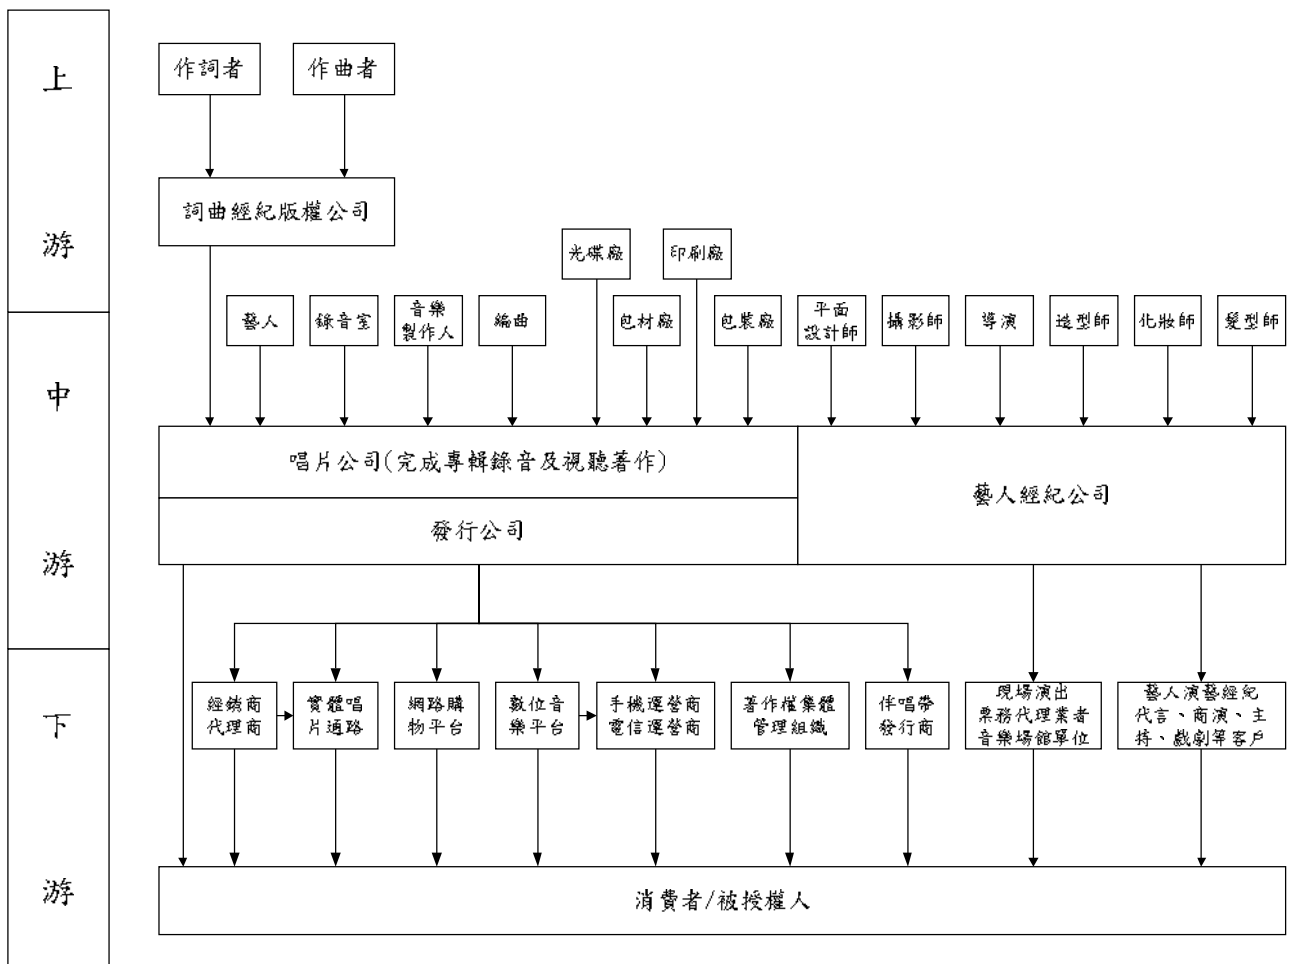 上
游
中
游
下
游
作詞者
作曲者
詞曲經紀版權公司
光碟廠
印刷廠
藝人
錄音室
音樂
製作人
編曲
包材廠
包裝廠
平面
設計師
攝影師
導演
造型師
化妝師
髮型師
唱片公司(完成專輯錄音及視聽著作)
發行公司
藝人經紀公司
經銷商
代理商
實體唱
片通路
網路購
物平台
數位音
樂平台
手機運營商
電信運營商
著作權集體
管理組織
伴唱帶
發行商
現場演出
票務代理業者
音樂場館單位
藝人演藝經紀
代言、商演、主
持、戲劇等客戶
消費者/被授權人